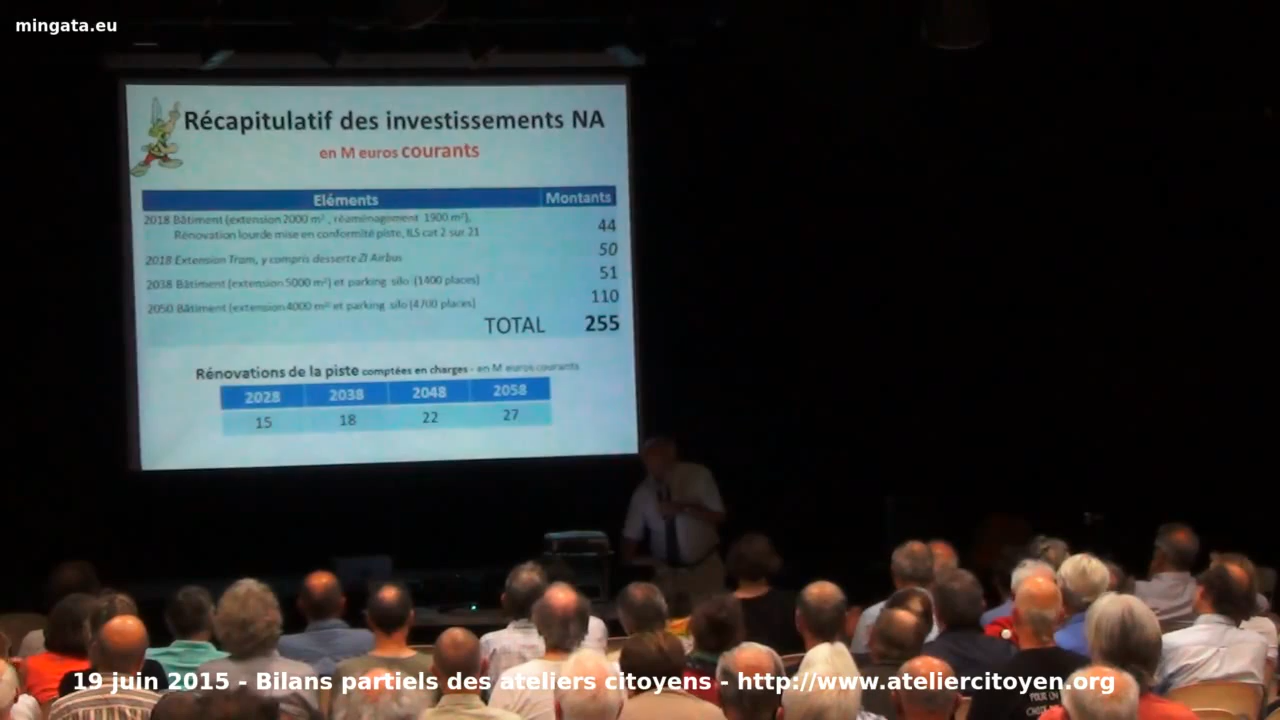 mingata.eu
Récapitulatif des investissements NA
en M euros courants
Eléments Montants
2018 Bâtiment (extension 2000 m², réaménagement 1900 m²),
Rénovation lourde mise en conformité piste, ILS cat 2 sur 21 44
2018 Extension Tram, y compris desserte ZI Airbus 50
2038 Bâtiment (extension 5000 m²) et parking silo (1400 places) 51
2050 Bâtiment (extension 4000 m² et parking silo (4700 places) 110
TOTAL 255
Rénovations de la piste comptées en charges - en M euros courants
2028 2038 2048 2058
15 18 22 27
19 juin 2015 - Bilans partiels des ateliers citoyens - http://www.ateliercitoyen.org